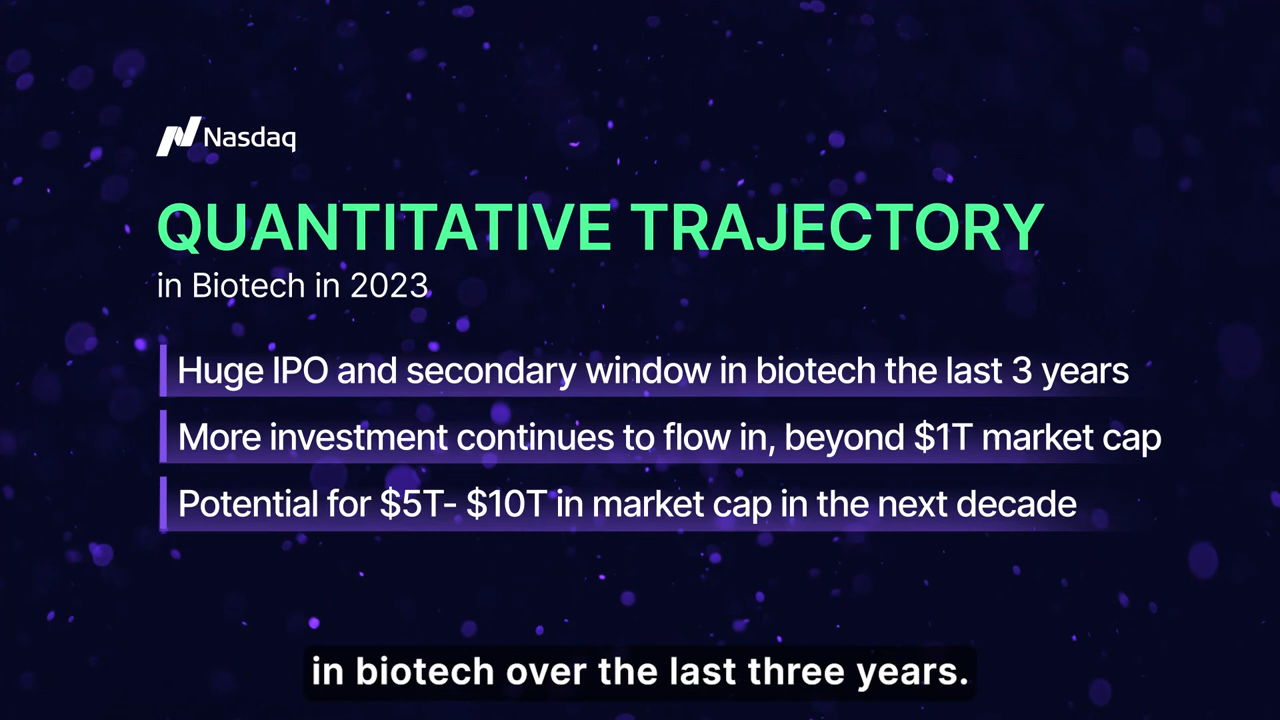 Nasdaq
QUANTITATIVE TRAJECTORY
in Biotech in 2023
Huge IPO and secondary window in biotech the last 3 years
More investment continues to flow in, beyond $1T market cap
Potential for $5T- $10T in market cap in the next decade
in biotech over the last three years.